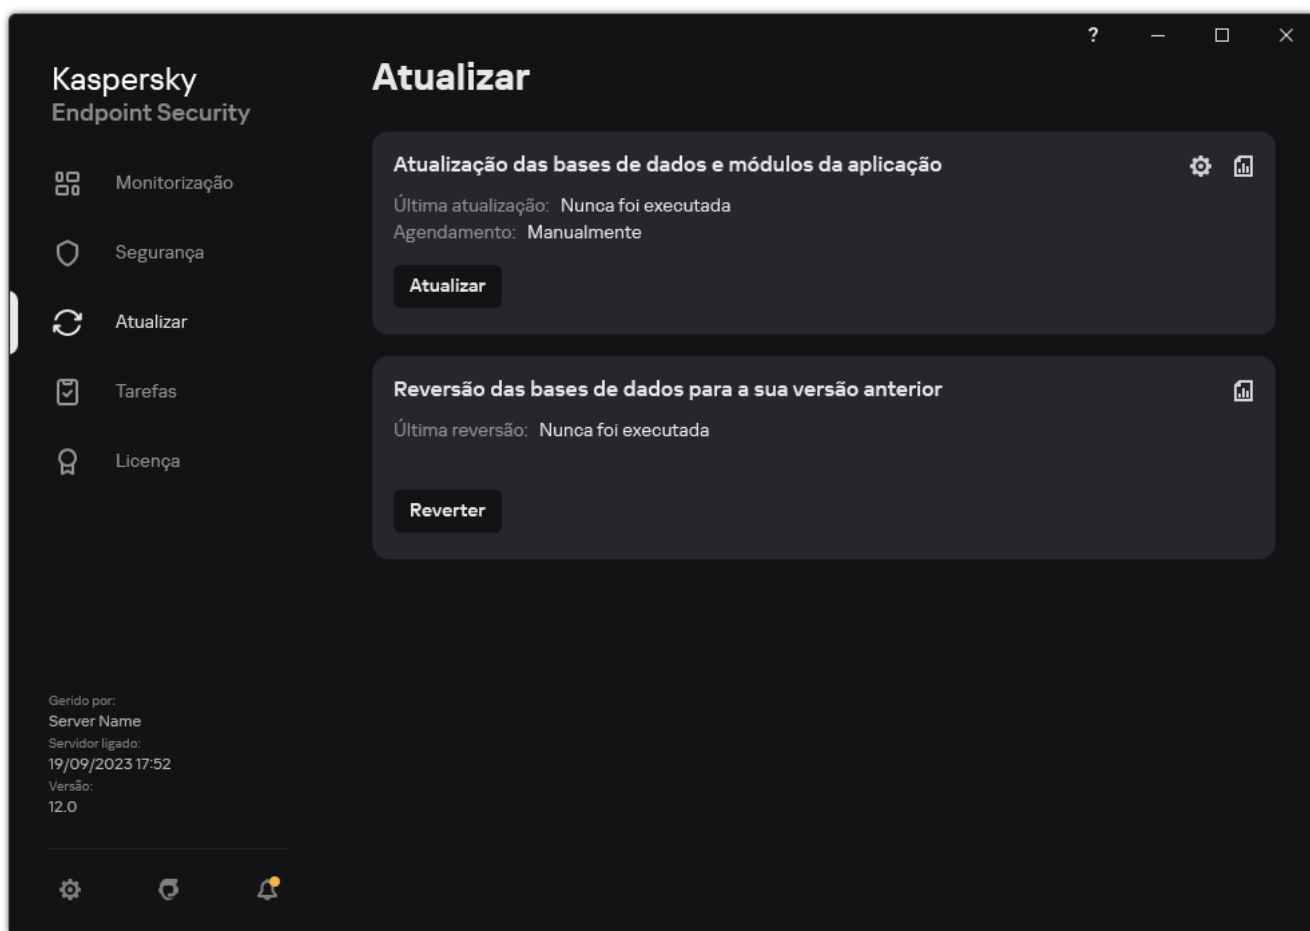 ?
Kaspersky
Endpoint Security
Monitorização
Segurança
Atualizar
Tarefas
Licença
Gerido por:
Server Name
Servidor ligado:
19/09/2023 17:52
Versão:
12.0
Atualizar
Atualização das bases de dados e módulos da aplicação
Última atualização: Nunca foi executada
Agendamento: Manualmente
Atualizar
Reversão das bases de dados para a sua versão anterior
Última reversão: Nunca foi executada
Reverter